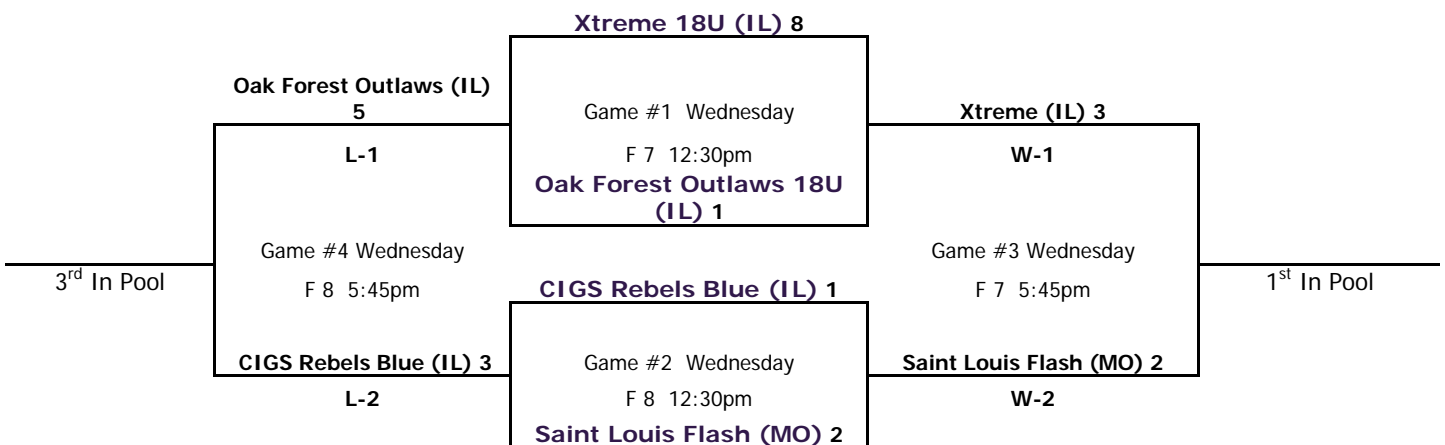 Xtreme 18U (IL) 8
Oak Forest Outlaws (IL)
5
Game #1 Wednesday
Xtreme (IL) 3
L-1
F 7 12:30pm
W-1
Oak Forest Outlaws 18U
(IL) 1
Game #4 Wednesday
Game #3 Wednesday
3rd In Pool
F 8 5:45pm
CIGS Rebels Blue (IL) 1
F 7 5:45pm
1st In Pool
CIGS Rebels Blue (IL) 3
Game #2 Wednesday
Saint Louis Flash (MO) 2
L-2
F 8 12:30pm
W-2
Saint Louis Flash (MO) 2